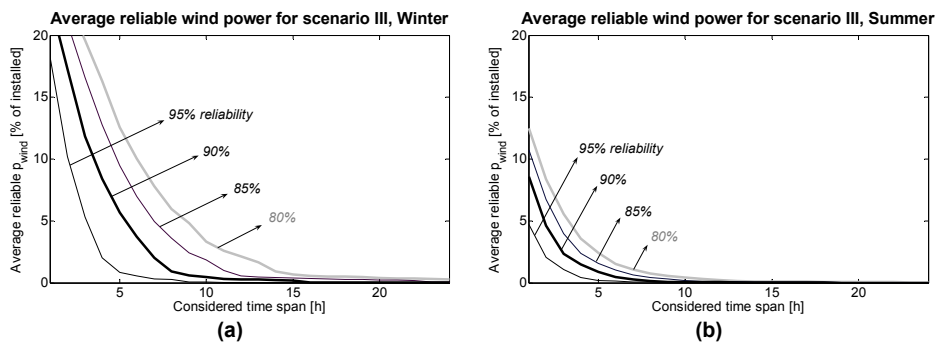 Average reliable wind power for scenario III, Winter
20
15
10
5
0
Average reliable p_wind [% of installed]
95% reliability
90%
85%
80%
5
10
15
20
Considered time span [h]
(a)
Average reliable wind power for scenario III, Summer
20
15
10
5
0
Average reliable p_wind [% of installed]
95% reliability
90%
85%
80%
5
10
15
20
Considered time span [h]
(b)